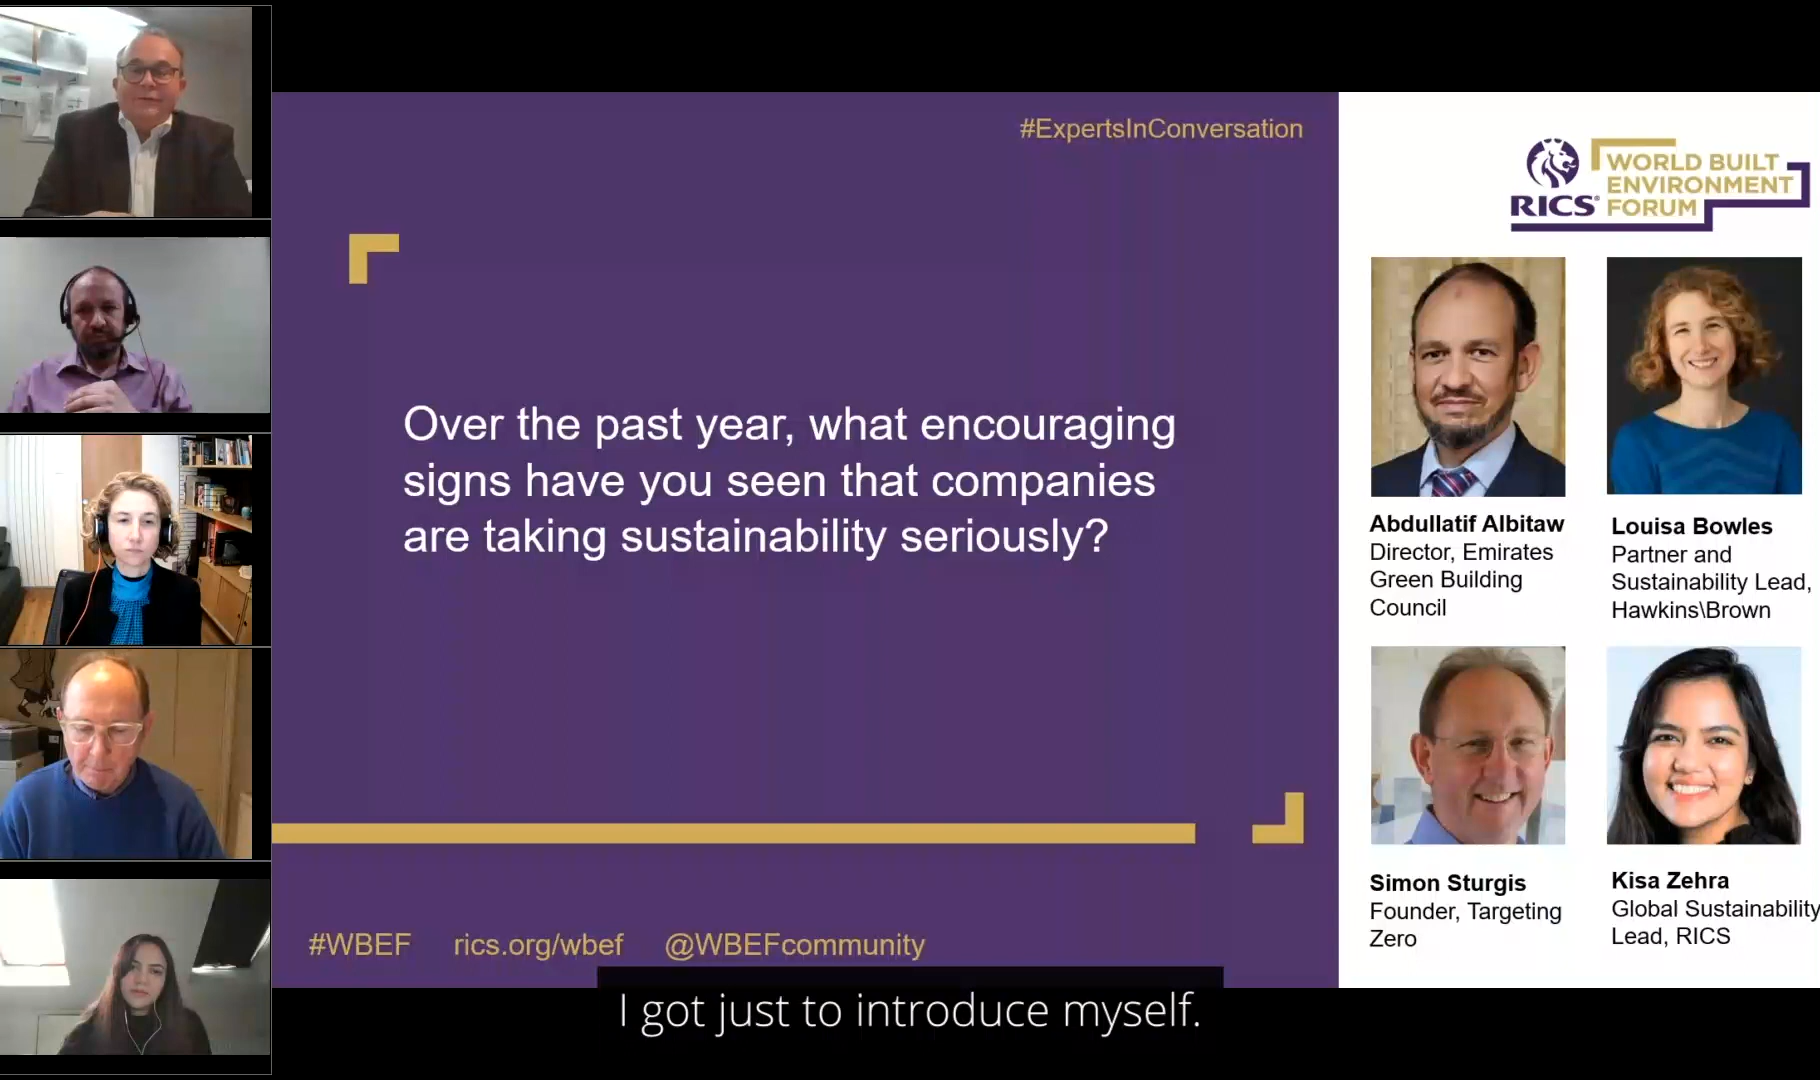 #ExpertsInConversation
Over the past year, what encouraging
signs have you seen that companies
are taking sustainability seriously?
#WBEF rics.org/wbef @WBEFcommunity
RICS
WORLD BUILT
ENVIRONMENT
FORUM
Abdullatif Albitaw
Director, Emirates
Green Building
Council
Louisa Bowles
Partner and
Sustainability Lead,
Hawkins\Brown
Simon Sturgis
Founder, Targeting
Zero
Kisa Zehra
Global Sustainability
Lead, RICS
I got just to introduce myself.